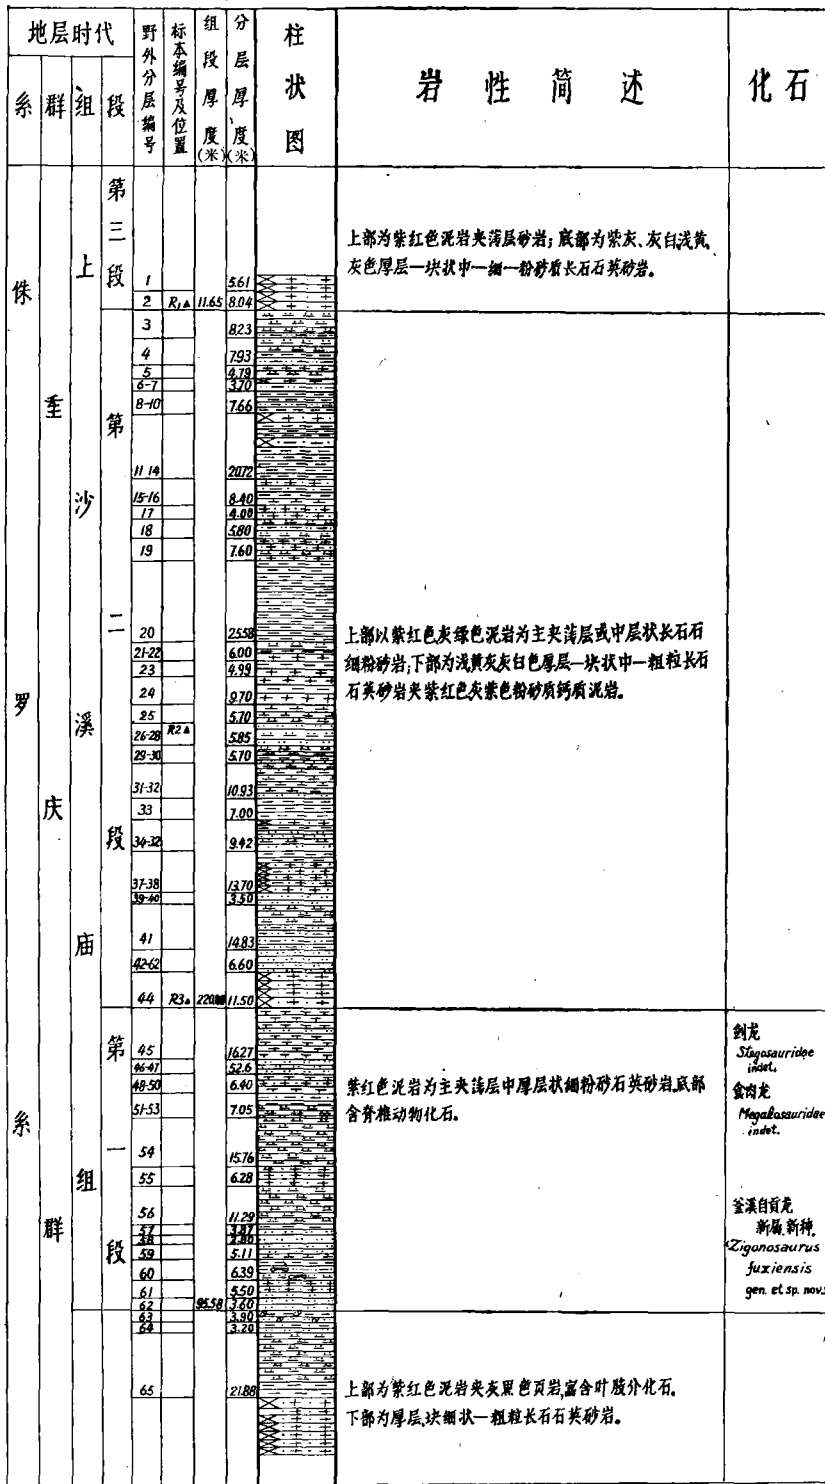 地层时代
系
群
组
段
野外分层编号
标本编号及位置
组段厚度(米)
分层厚度(米)
柱状图
岩性简述
化石
侏罗系
重庆群
上沙溪庙组
第三段
1 5.61
2 R1▲ 11.65 8.04
上部为紫红色泥岩夹薄层砂岩;底部为紫灰、灰白浅黄,
灰色厚层一块状中一细一粉砂质长石石英砂岩。
第二段
3 8.23
4 7.93
5 4.79
6-7 3.70
8-10 7.66
11 14 20.72
15-16 8.40
17 4.00
18 5.80
19 7.60
20 25.58
21-22 6.00
23 4.99
24 9.70
25 5.70
26-28 R2▲ 5.85
29-30 5.70
31-32 10.93
33 7.00
34-32 9.42
37-38 13.70
39-40 3.50
41 14.83
42-62 6.60
44 R3▲ 11.50
上部以紫红色灰绿色泥岩为主夹薄层或中层状长石石
细粉砂岩;下部为浅黄灰灰白色厚层一块状中一粗粒长石
石英砂岩夹紫红色灰紫色粉砂质钙质泥岩。
第一段
45 16.27
46-47 52.6
48-50 6.40
51-53 7.05
54 15.76
55 6.28
56 11.29
57 3.87
58 2.80
59 5.11
60 6.39
61 5.50
62 95.58 3.60
紫红色泥岩为主夹薄层中厚层状细粉砂石英砂岩,底部
含脊椎动物化石。
剑龙
Stegosauridae
indet.
食肉龙
Megalosauridae
indet.
釜溪自贡龙
新属,新种,
Zigonosaurus
fuxiensis
gen. et sp. nov.
63 3.90
64 3.20
65 21.88
上部为紫红色泥岩夹灰黑色页岩,富含叶肢介化石。
下部为厚层,块细状一粗粒长石石英砂岩。